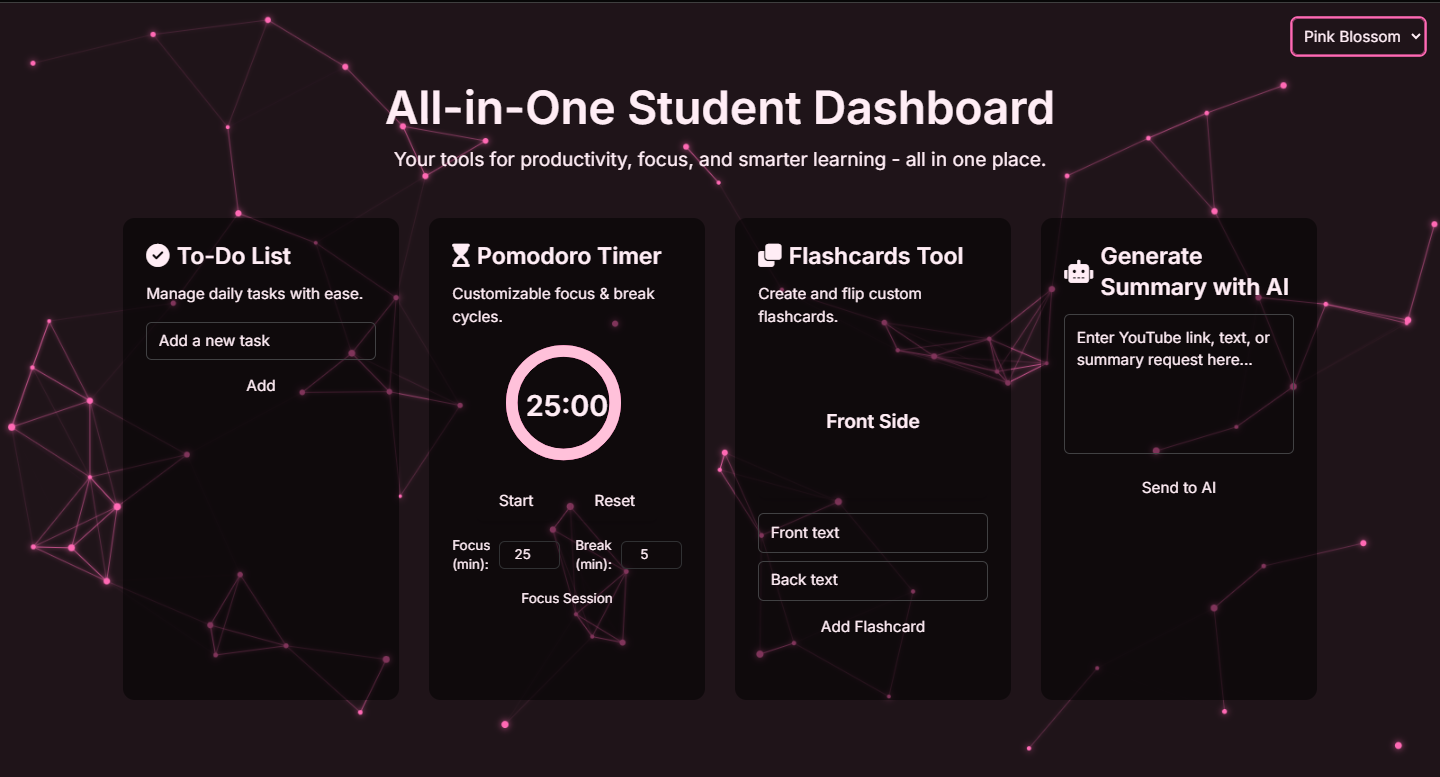 Pink Blossom
All-in-One Student Dashboard
Your tools for productivity, focus, and smarter learning - all in one place.
To-Do List
Manage daily tasks with ease.
Add a new task
Add
Pomodoro Timer
Customizable focus & break
cycles.
25:00
Start Reset
Focus
(min):
25
Break
(min):
5
Focus Session
Flashcards Tool
Create and flip custom
flashcards.
Front Side
Front text
Back text
Add Flashcard
Generate
Summary with AI
Enter YouTube link, text, or
summary request here...
Send to AI